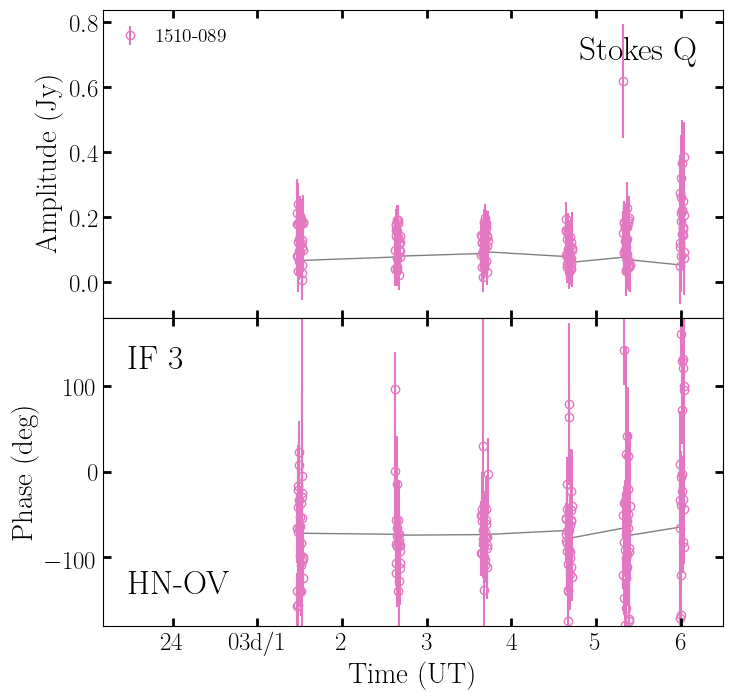 0.8
1510-089
Stokes Q
0.6
0.4
0.2
0.0
Amplitude (Jy)
IF 3
100
0
−100
Phase (deg)
HN-OV
24
03d/1
2
3
4
5
6
Time (UT)